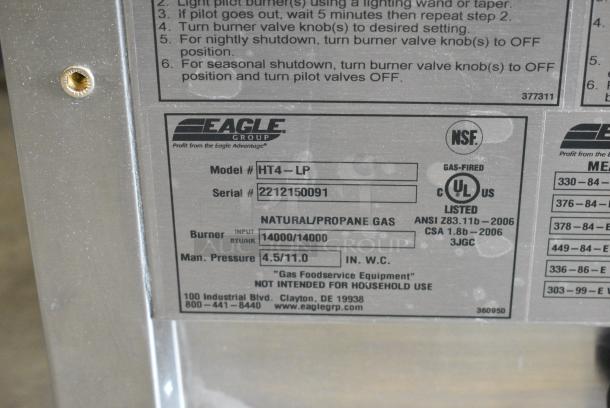 2. Light pilot burner(s) using a lighting wand or taper.
3. If pilot goes out, wait 5 minutes then repeat step 2.
4. Turn burner valve knob(s) to desired setting.
5. For nightly shutdown, turn burner valve knob(s) to OFF
position.
6. For seasonal shutdown, turn burner valve knob(s) to OFF
position and turn pilot valves OFF.
377311
4.
5.
6.
EAGLE
GROUP
Profit from the Eagle Advantage®
NSF.
Model # HT4-LP
GAS-FIRED
Serial # 2212150091
C UL US
LISTED
NATURAL/PROPANE GAS
ANSI Z83.11b-2006
Burner INPUT BTU/HR. 14000/14000
CSA 1.8b-2006
3JGC
Man. Pressure 4.5/11.0 IN. W.C.
"Gas Foodservice Equipment"
NOT INTENDED FOR HOUSEHOLD USE
100 Industrial Blvd. Clayton, DE 19938
800-441-8440 www.eaglegrp.com
360950
Profit from
330-84-
376-84-
378-84-E
449-84-E
336-86-E
303-99-E